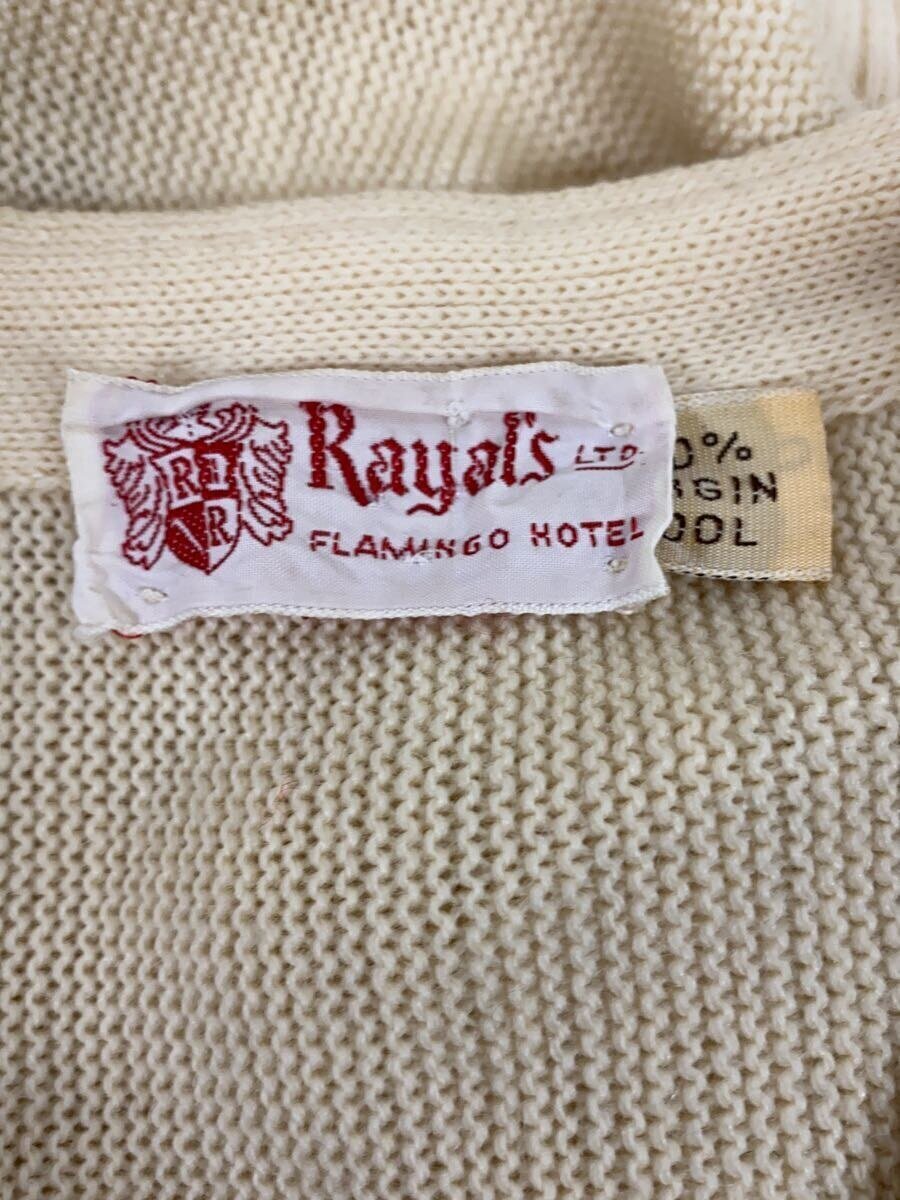 R I
R
Rayal's LTD.
FLAMINGO HOTEL
0%
RGIN
OOL